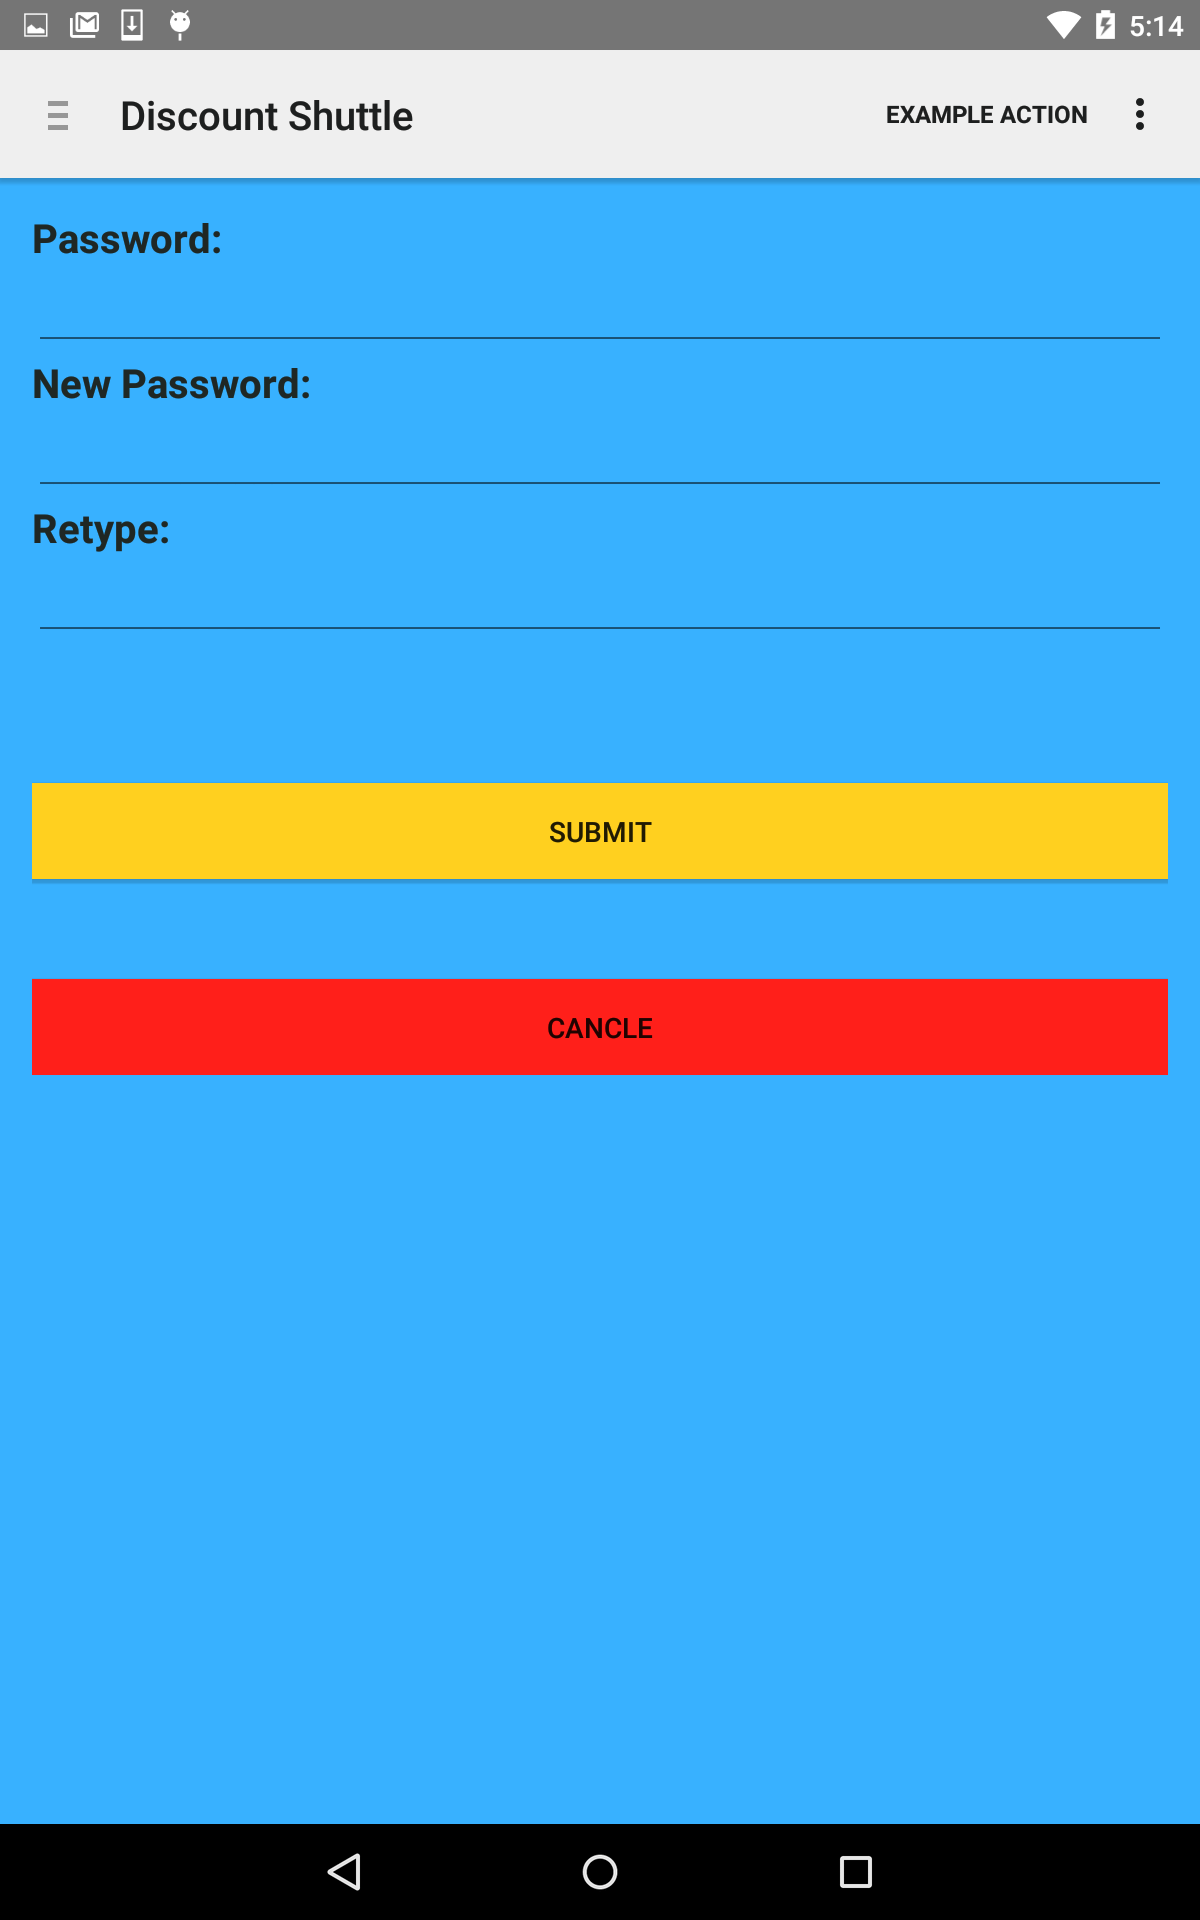 5:14
Discount Shuttle
EXAMPLE ACTION
Password:
New Password:
Retype:
SUBMIT
CANCLE